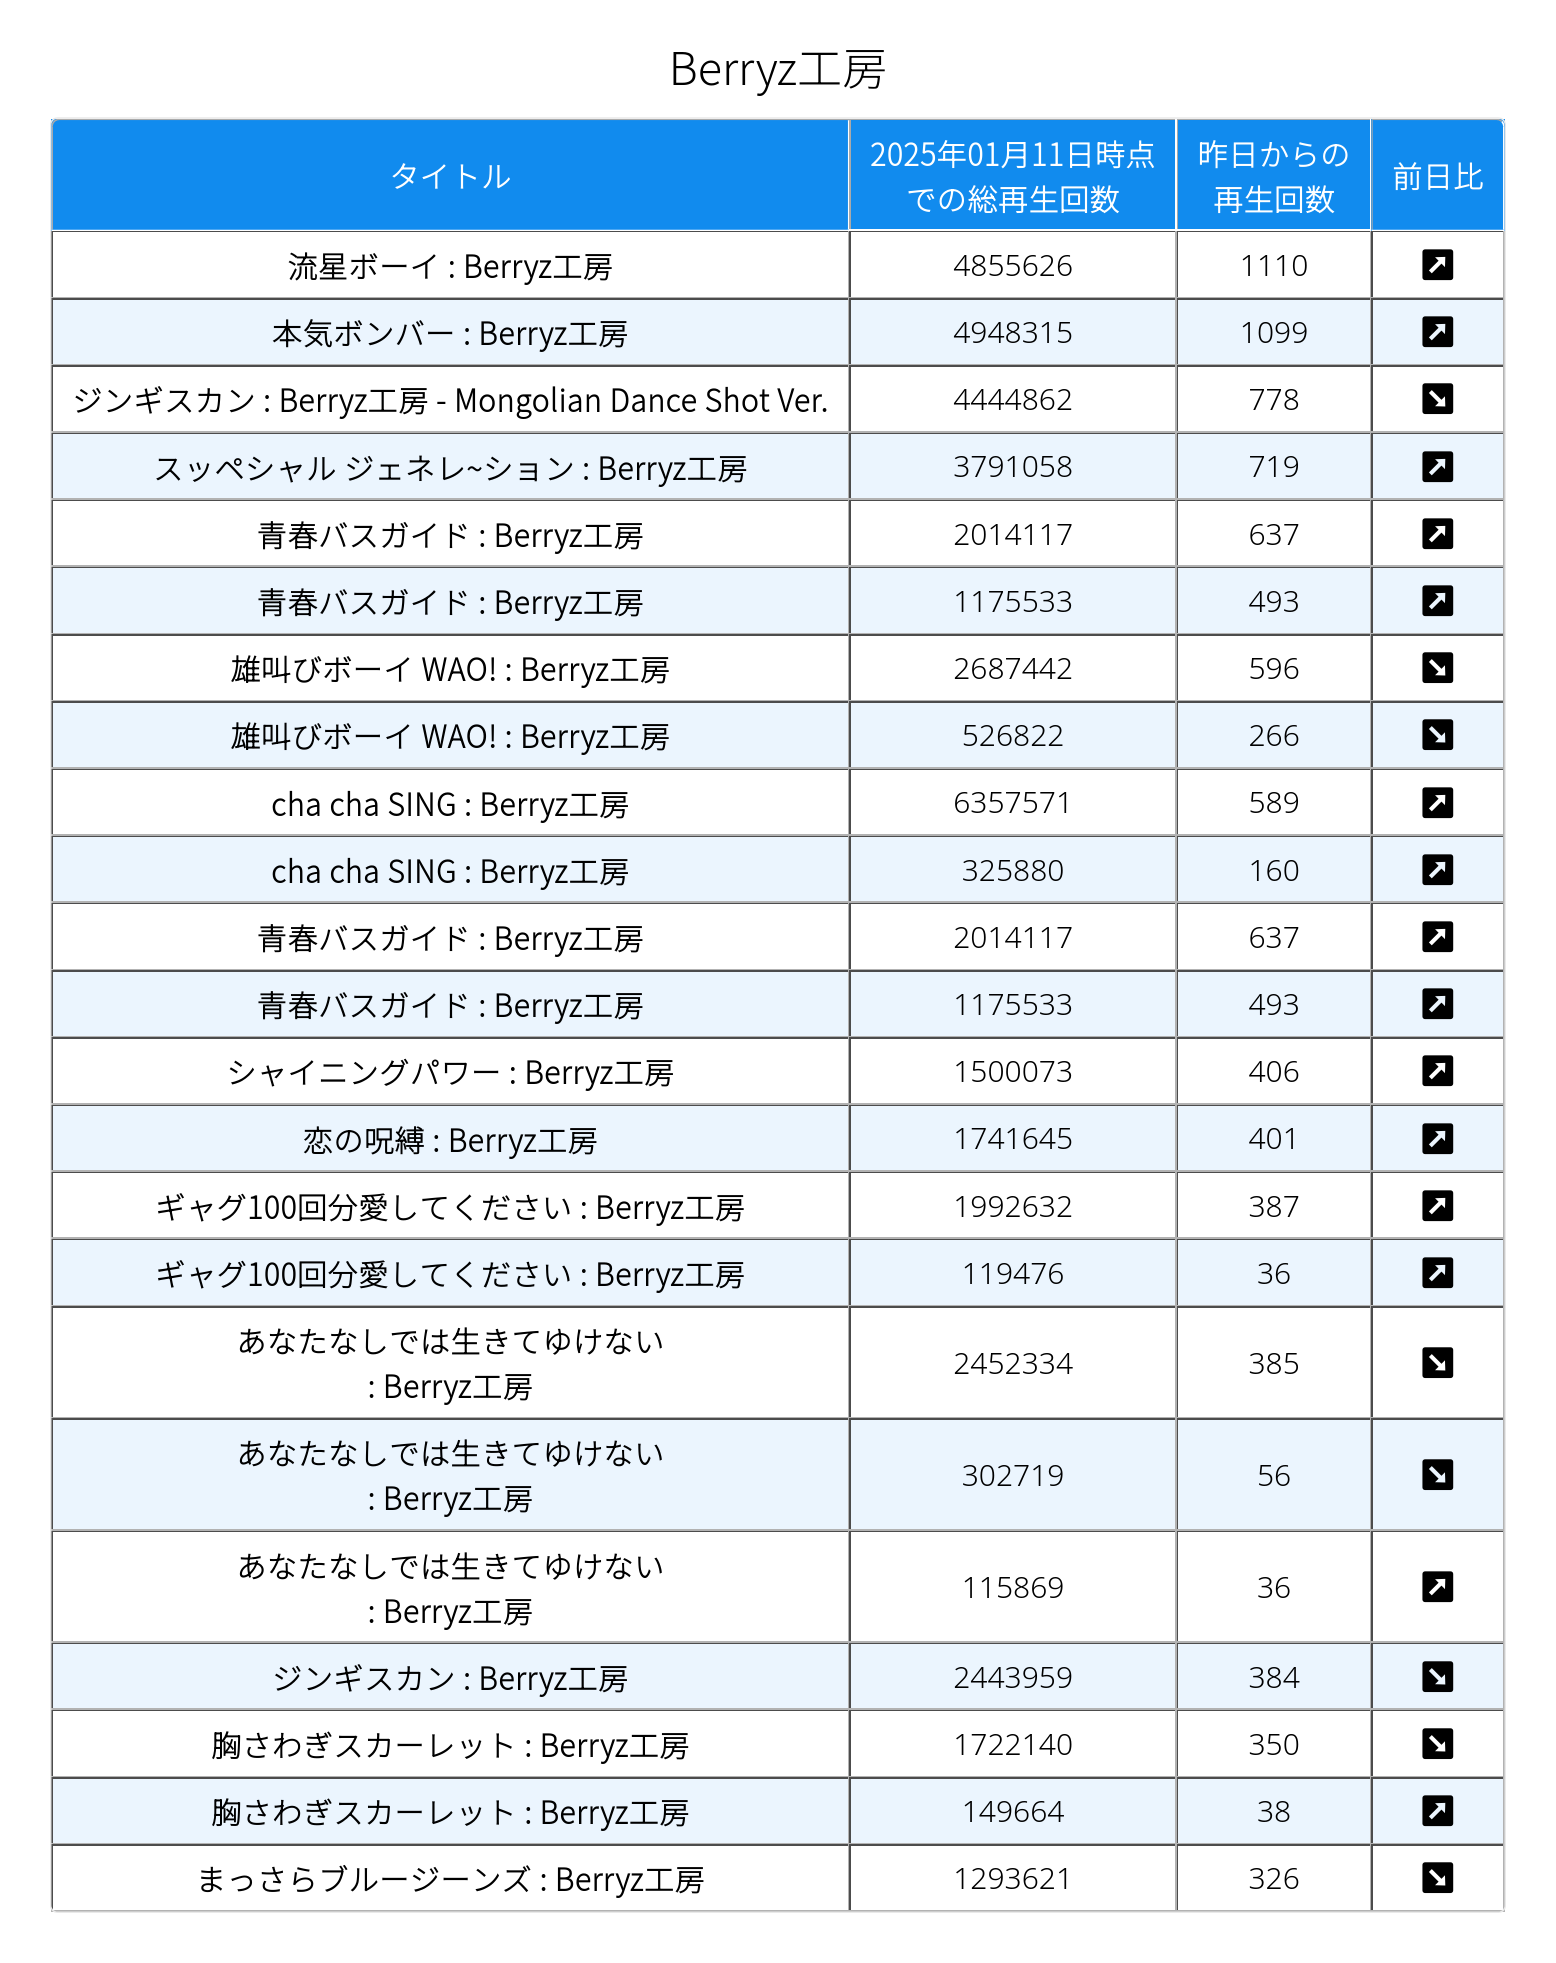 Berryz工房
タイトル 2025年01月11日時点 昨日からの 前日比
での総再生回数 再生回数
流星ボーイ : Berryz工房 4855626 1110
本気ボンバー : Berryz工房 4948315 1099
ジンギスカン : Berryz工房 - Mongolian Dance Shot Ver. 4444862 778
スッペシャル ジェネレ~ション : Berryz工房 3791058 719
青春バスガイド : Berryz工房 2014117 637
青春バスガイド : Berryz工房 1175533 493
雄叫びボーイ WAO! : Berryz工房 2687442 596
雄叫びボーイ WAO! : Berryz工房 526822 266
cha cha SING : Berryz工房 6357571 589
cha cha SING : Berryz工房 325880 160
青春バスガイド : Berryz工房 2014117 637
青春バスガイド : Berryz工房 1175533 493
シャイニングパワー : Berryz工房 1500073 406
恋の呪縛 : Berryz工房 1741645 401
ギャグ100回分愛してください : Berryz工房 1992632 387
ギャグ100回分愛してください : Berryz工房 119476 36
あなたなしでは生きてゆけない
: Berryz工房 2452334 385
あなたなしでは生きてゆけない
: Berryz工房 302719 56
あなたなしでは生きてゆけない
: Berryz工房 115869 36
ジンギスカン : Berryz工房 2443959 384
胸さわぎスカーレット : Berryz工房 1722140 350
胸さわぎスカーレット : Berryz工房 149664 38
まっさらブルージーンズ : Berryz工房 1293621 326